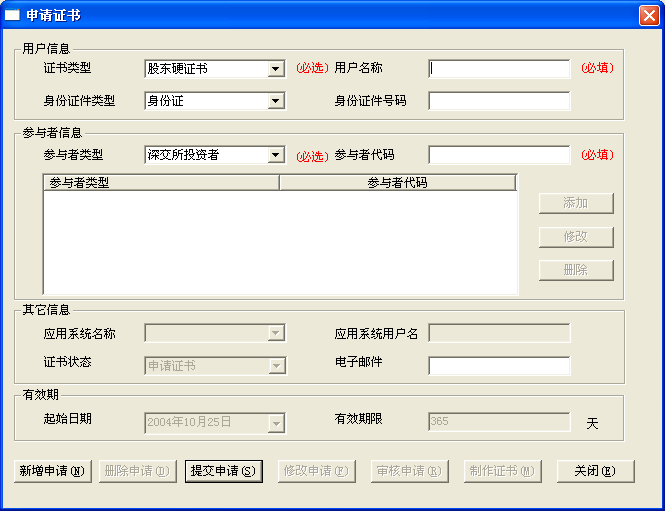 申请证书
用户信息
证书类型 股东硬证书 (必选) 用户名称 (必填)
身份证件类型 身份证 身份证件号码
参与者信息
参与者类型 深交所投资者 (必选) 参与者代码 (必填)
参与者类型 参与者代码
添加
修改
删除
其它信息
应用系统名称 应用系统用户名
证书状态 申请证书 电子邮件
有效期
起始日期 2004年10月25日 有效期限 365 天
新增申请(N) 删除申请(D) 提交申请(S) 修改申请(F) 审核申请(R) 制作证书(M) 关闭(E)